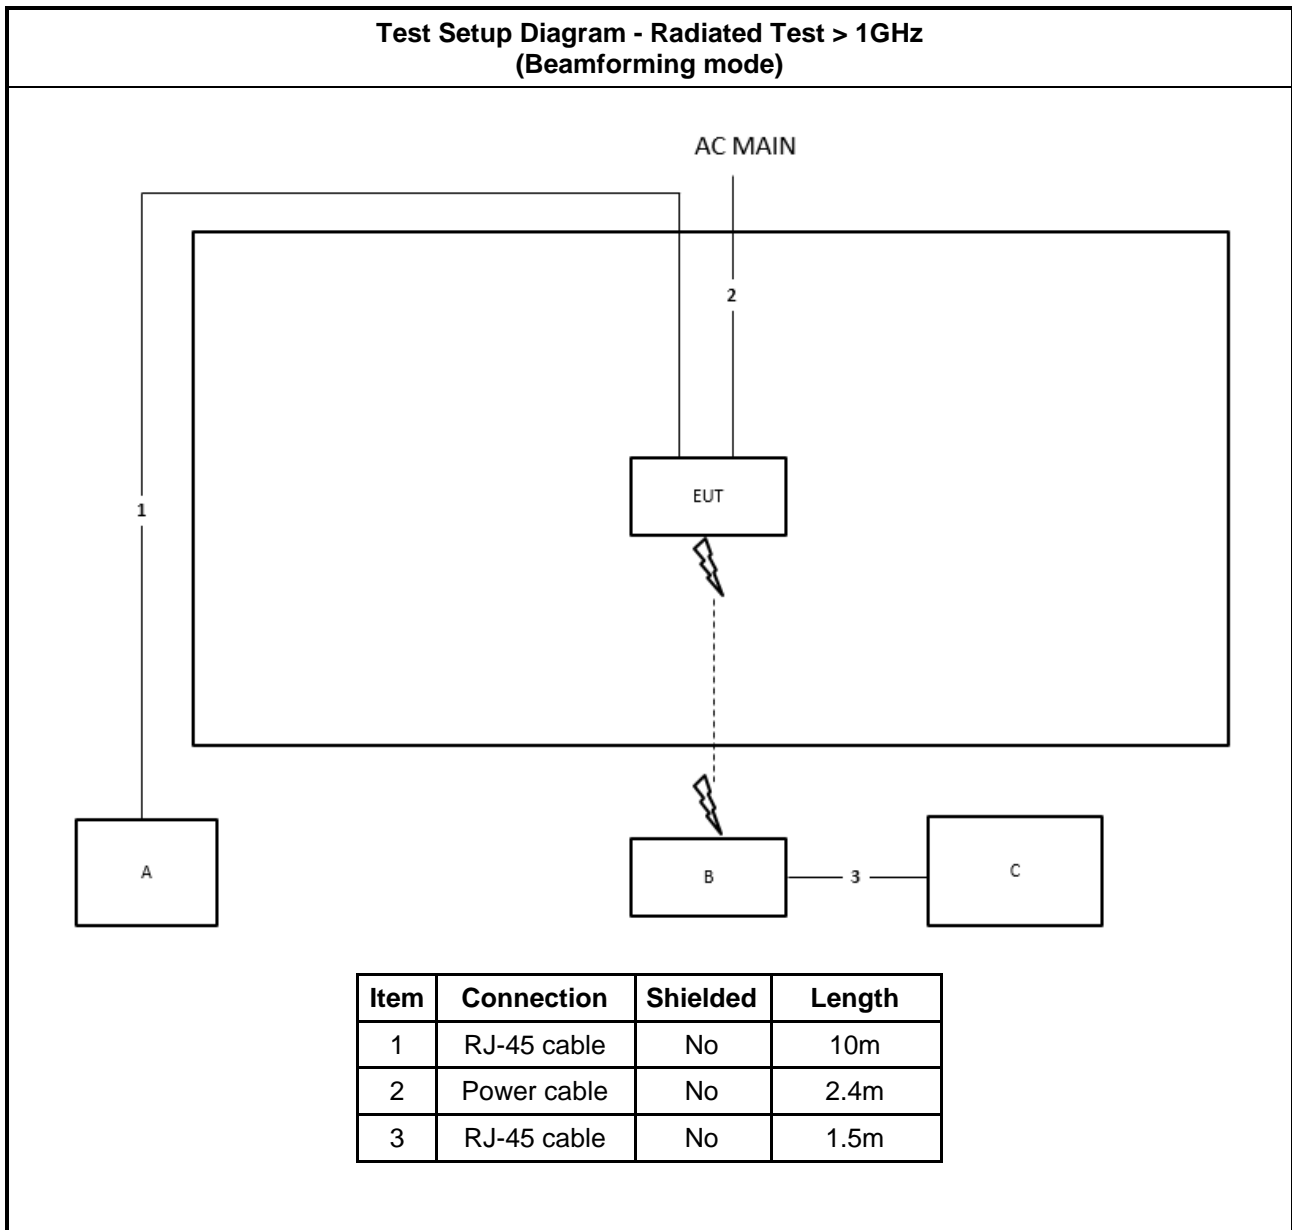 Test Setup Diagram - Radiated Test > 1GHz
(Beamforming mode)
AC MAIN
2
EUT
1
A
B
3
C
Item Connection Shielded Length
1 RJ-45 cable No 10m
2 Power cable No 2.4m
3 RJ-45 cable No 1.5m